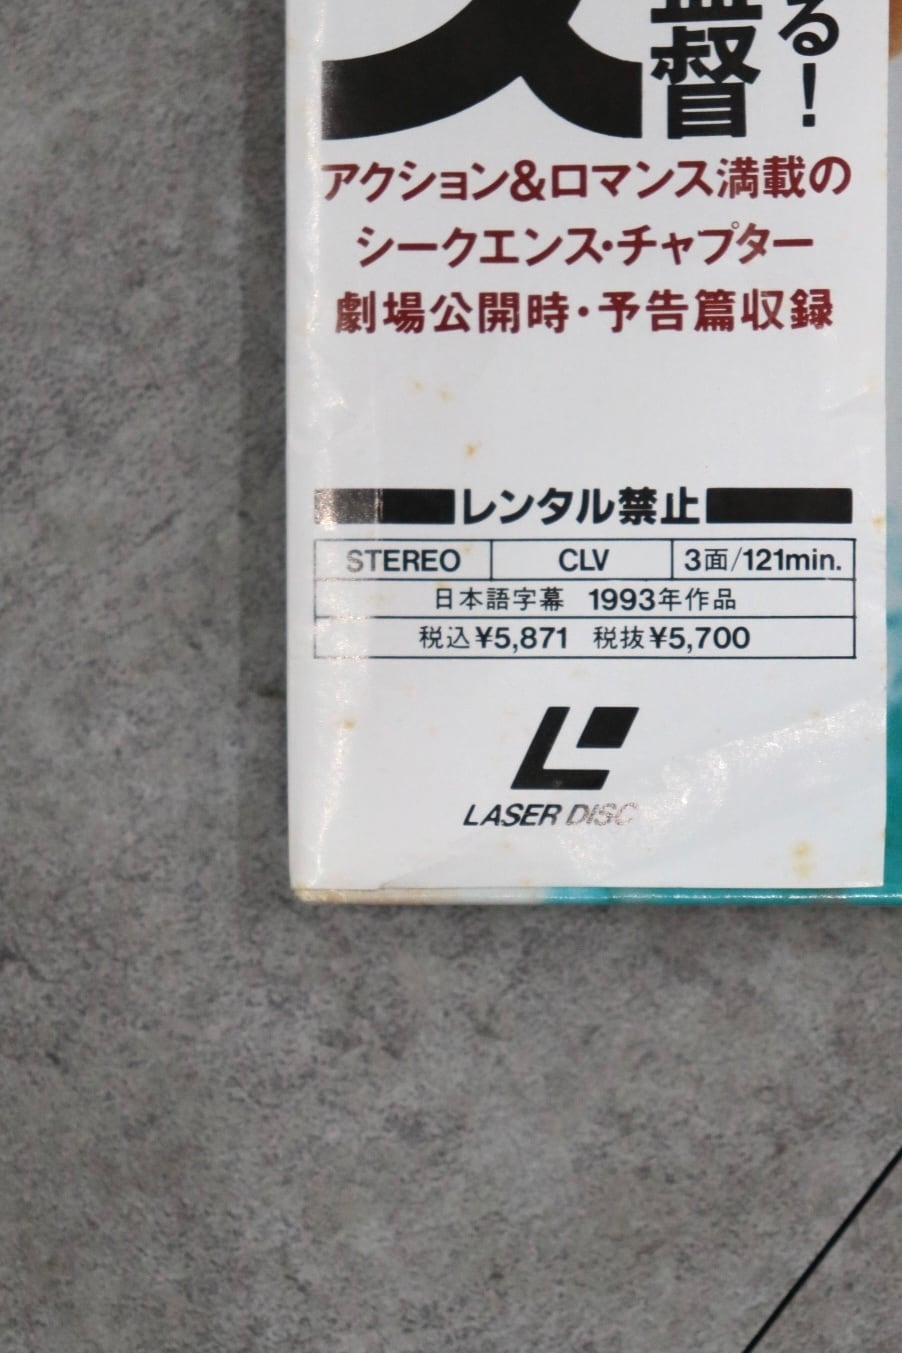 る!
督
アクション&ロマンス満載の
シークエンス・チャプター
劇場公開時・予告篇収録
レンタル禁止
STEREO CLV 3面/121min.
日本語字幕 1993年作品
税込¥5,871 税抜¥5,700
LASER DISC